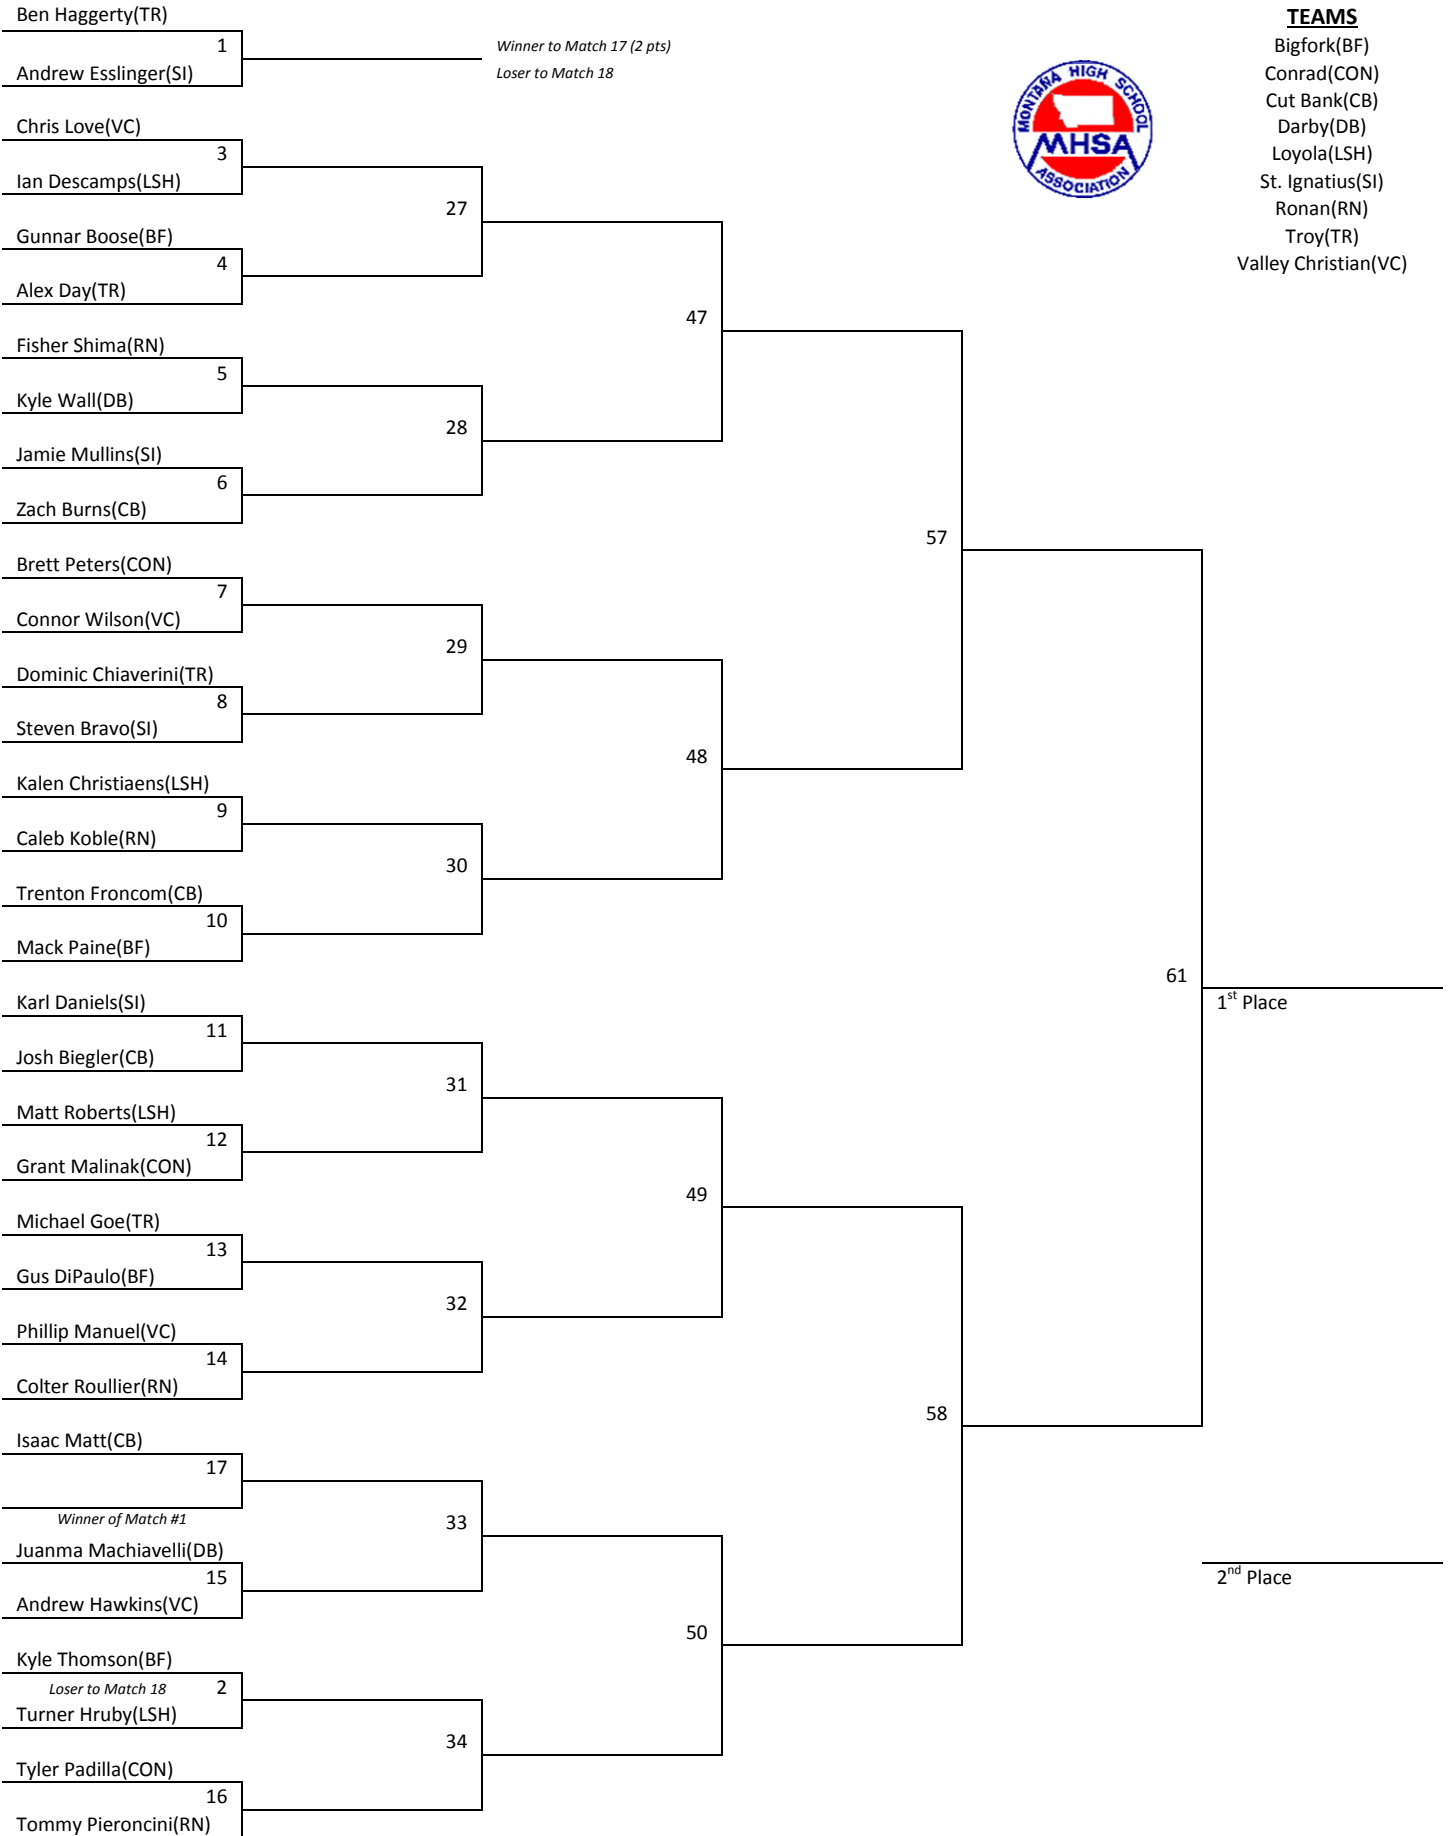 Ben Haggerty(TR)
1
Andrew Esslinger(SI)
Winner to Match 17 (2 pts)
Loser to Match 18
MONTANA HIGH SCHOOL
MHSA
ASSOCIATION
TEAMS
Bigfork(BF)
Conrad(CON)
Cut Bank(CB)
Darby(DB)
Loyola(LSH)
St. Ignatius(SI)
Ronan(RN)
Troy(TR)
Valley Christian(VC)
Chris Love(VC)
3
Ian Descamps(LSH)
27
Gunnar Boose(BF)
4
Alex Day(TR)
47
Fisher Shima(RN)
5
Kyle Wall(DB)
28
Jamie Mullins(SI)
6
Zach Burns(CB)
57
Brett Peters(CON)
7
Connor Wilson(VC)
29
Dominic Chiaverini(TR)
8
Steven Bravo(SI)
48
Kalen Christiaens(LSH)
9
Caleb Koble(RN)
30
Trenton Froncom(CB)
10
Mack Paine(BF)
61
1st Place
Karl Daniels(SI)
11
Josh Biegler(CB)
31
Matt Roberts(LSH)
12
Grant Malinak(CON)
49
Michael Goe(TR)
13
Gus DiPaulo(BF)
32
Phillip Manuel(VC)
14
Colter Roullier(RN)
58
Isaac Matt(CB)
17
Winner of Match #1
33
Juanma Machiavelli(DB)
15
Andrew Hawkins(VC)
2nd Place
50
Kyle Thomson(BF)
Loser to Match 18 2
Turner Hruby(LSH)
34
Tyler Padilla(CON)
16
Tommy Pieroncini(RN)